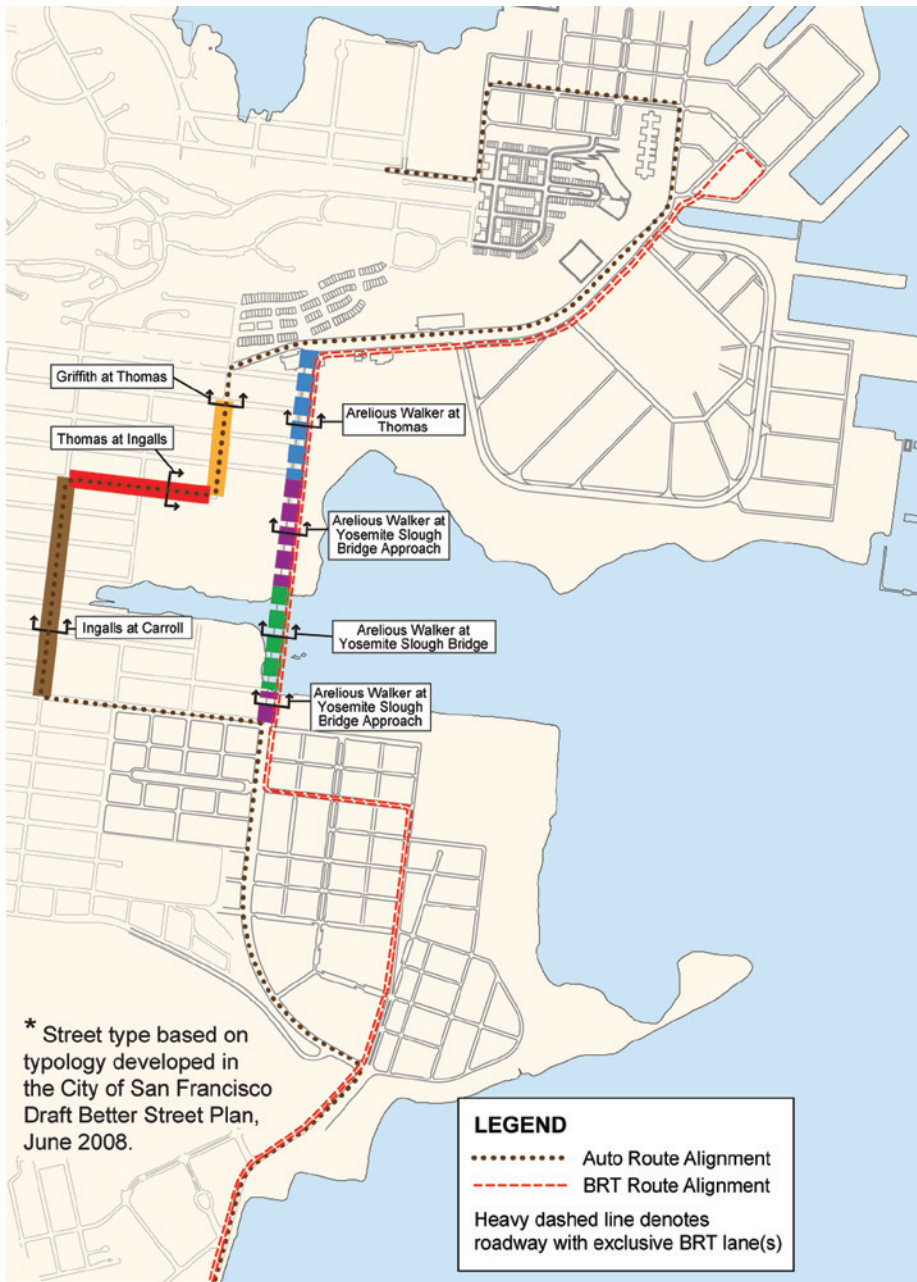 Griffith at Thomas
Arelious Walker at
Thomas
Thomas at Ingalls
Arelious Walker at
Yosemite Slough
Bridge Approach
Ingalls at Carroll
Arelious Walker at
Yosemite Slough Bridge
Arelious Walker at
Yosemite Slough
Bridge Approach
* Street type based on
typology developed in
the City of San Francisco
Draft Better Street Plan,
June 2008.
LEGEND
Auto Route Alignment
BRT Route Alignment
Heavy dashed line denotes
roadway with exclusive BRT lane(s)